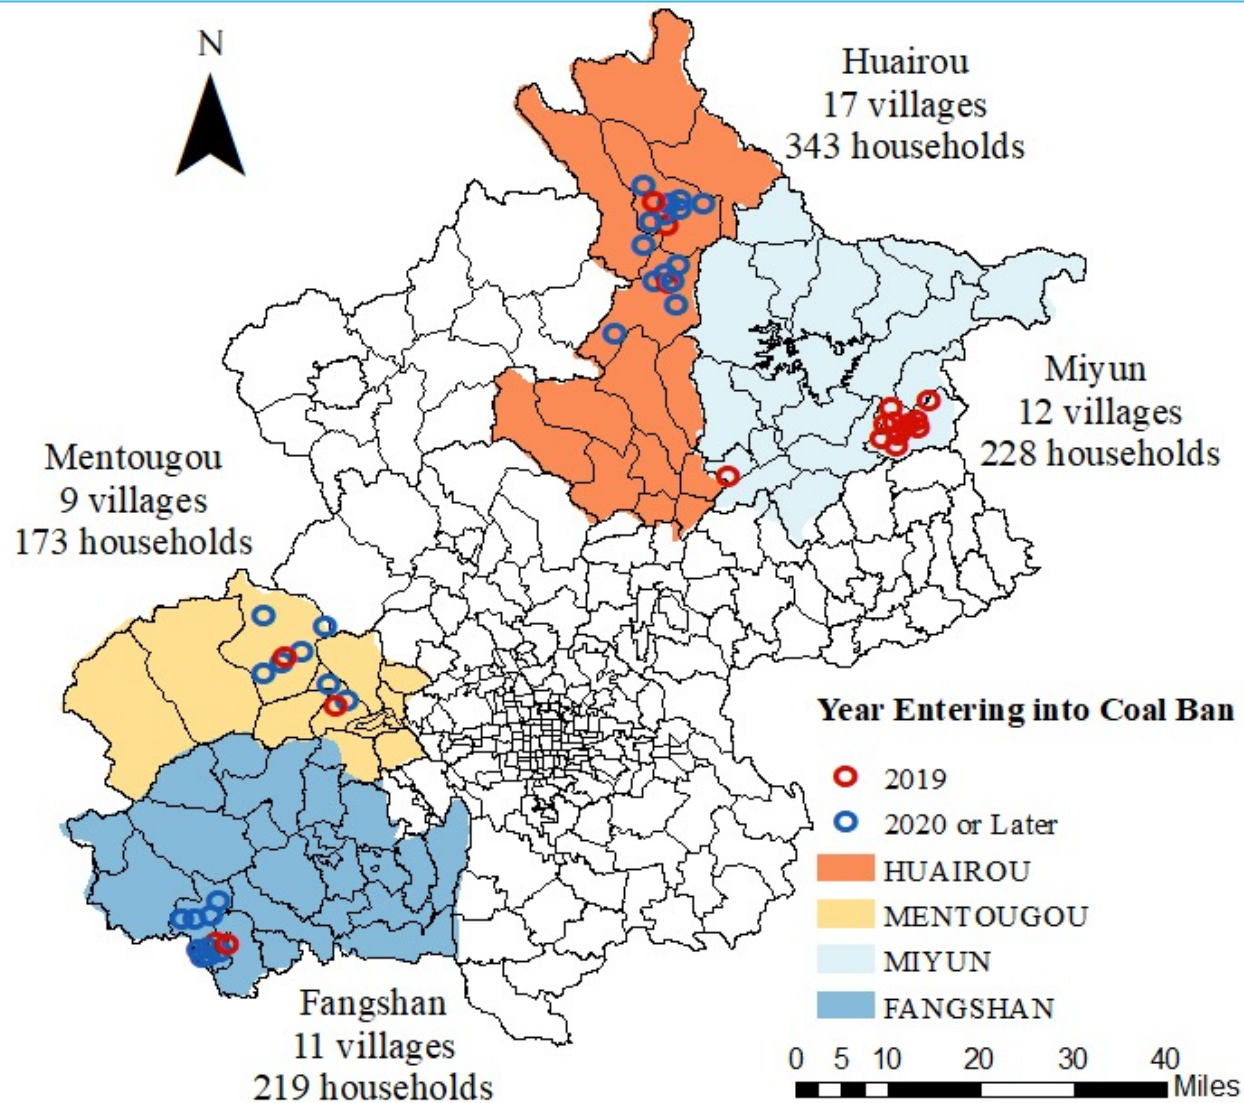 N
Huairou
17 villages
343 households
Miyun
12 villages
228 households
Mentougou
9 villages
173 households
Year Entering into Coal Ban
2019
2020 or Later
HUAIROU
MENTOUGOU
MIYUN
FANGSHAN
Fangshan
11 villages
219 households
0 5 10 20 30 40
Miles